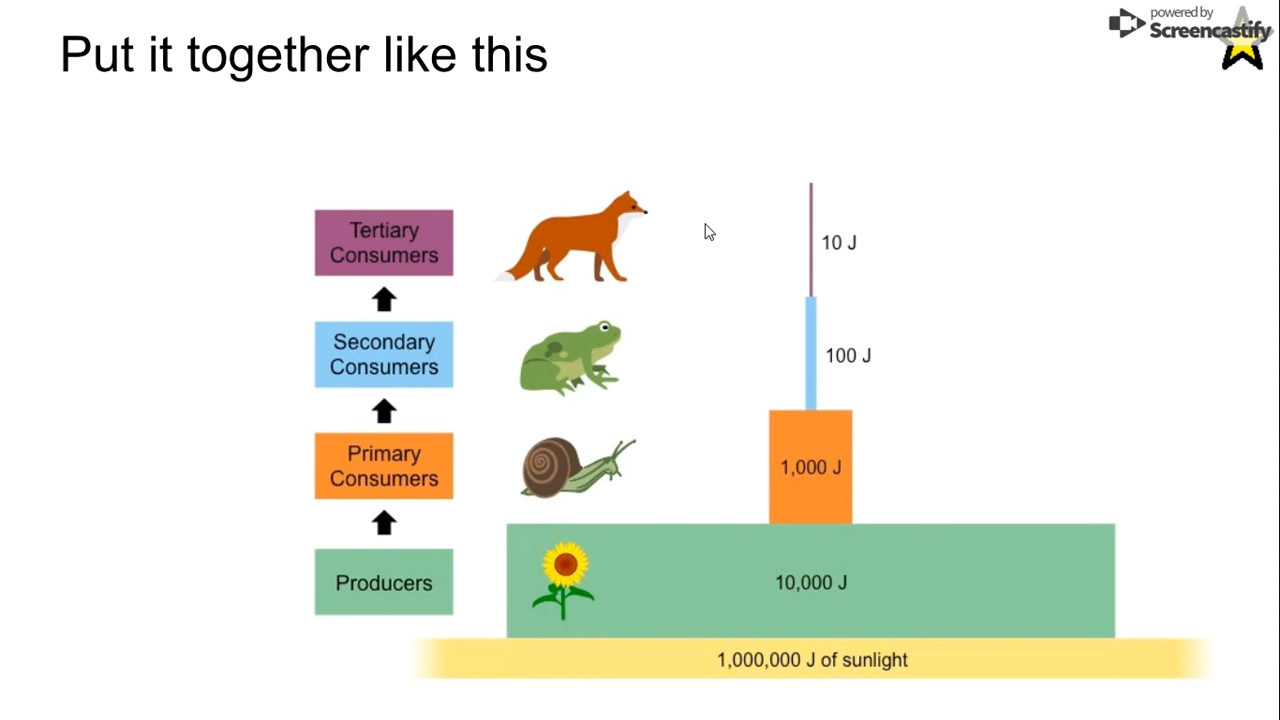 Put it together like this
powered by
Screencastify
Tertiary
Consumers
10 J
Secondary
Consumers
100 J
Primary
Consumers
1,000 J
Producers
10,000 J
1,000,000 J of sunlight